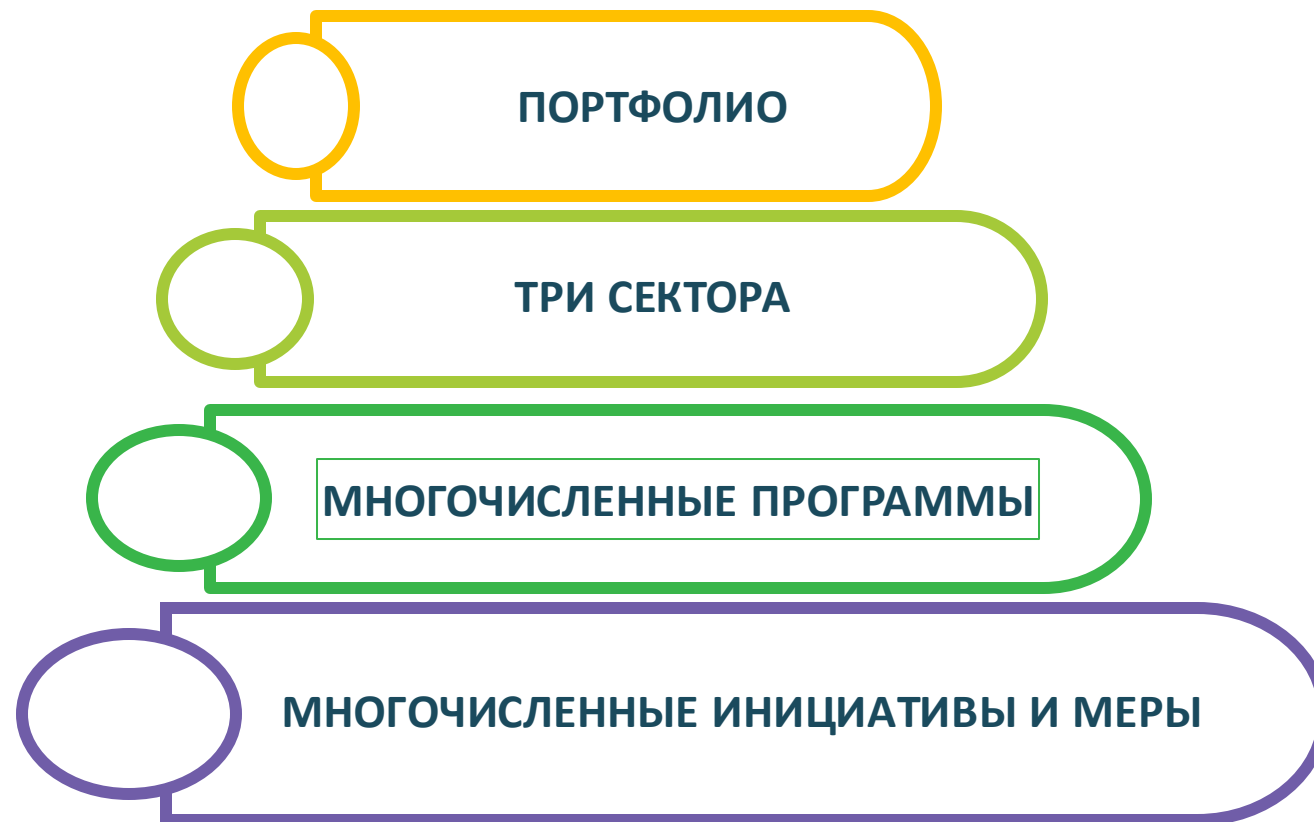 ПОРТФОЛИО
ТРИ СЕКТОРА
МНОГОЧИСЛЕННЫЕ ПРОГРАММЫ
МНОГОЧИСЛЕННЫЕ ИНИЦИАТИВЫ И МЕРЫ